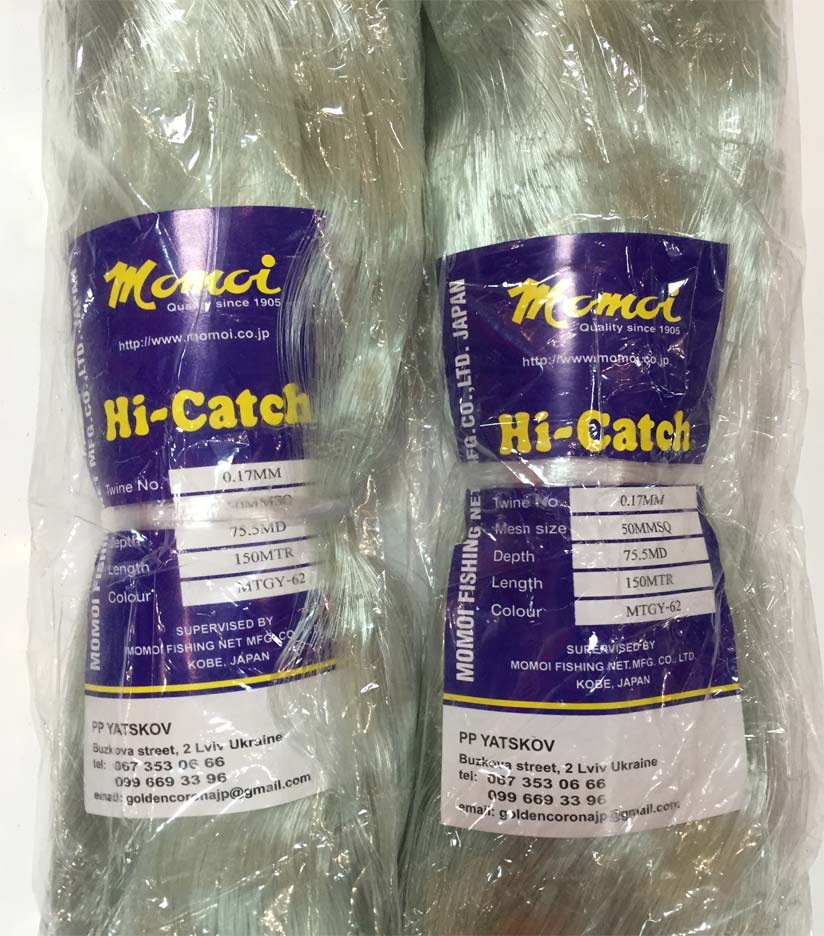 Momoi
Quality since 1905
http://www.momoi.co.jp
Hi-Catch
Twine No. 0.17MM
Depth 75.5MD
Length 150MTR
Colour MTGY-62
SUPERVISED BY
MOMOI FISHING NET MFG.CO
KOBE, JAPAN
MFG.CO.,LTD. JAPAN
PP YATSKOV
Buzkova street, 2 Lviv Ukraine
tel: 067 353 06 66
099 669 33 96
email: goldencoronajp@gmail.com
Momoi
Quality since 1905
http://www.momoi.co.jp
Hi-Catch
Twine No. 0.17MM
Mesh size 50MMSQ
Depth 75.5MD
Length 150MTR
Colour MTGY-62
SUPERVISED BY
MOMOI FISHING NET.MFG. CO., LTD.
KOBE, JAPAN
MOMOI FISHING NET MFG.CO.,LTD. JAPAN
PP YATSKOV
Buzkova street, 2 Lviv Ukraine
tel: 067 353 06 66
099 669 33 96
email: goldencoronajp@gmail.com